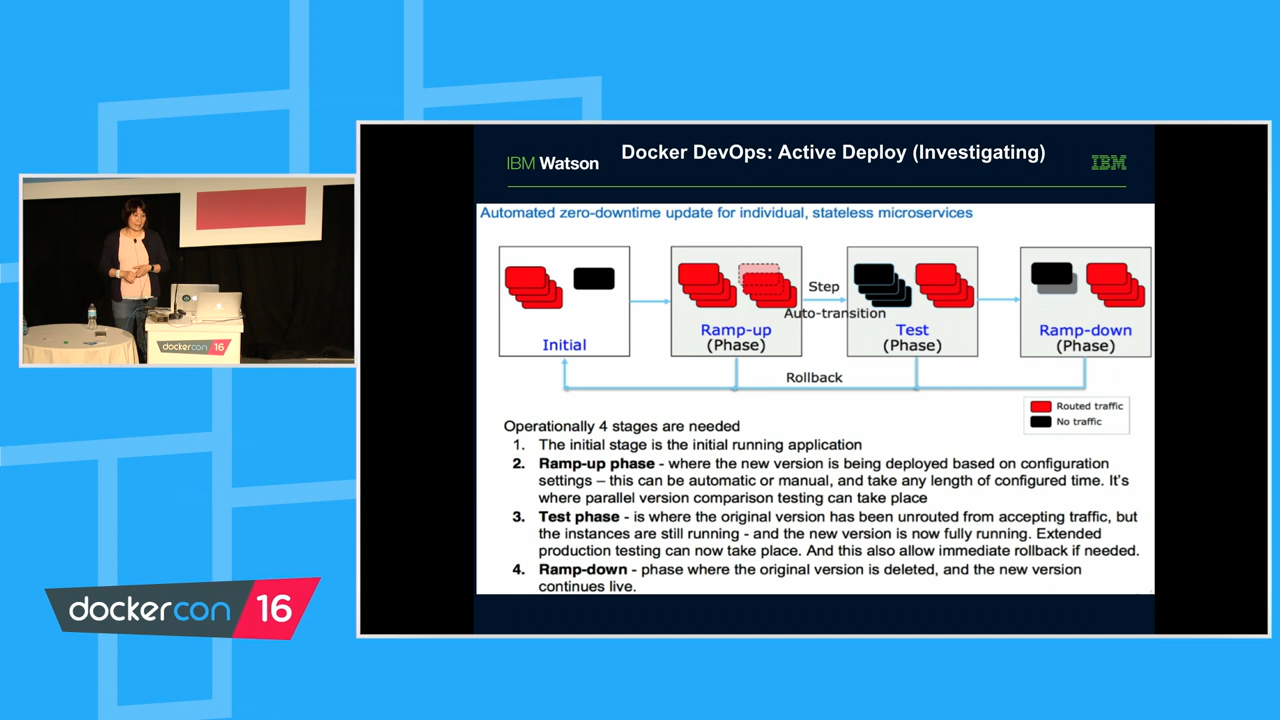 IBM Watson
Docker DevOps: Active Deploy (Investigating)
IBM
Automated zero-downtime update for individual, stateless microservices
Step
Auto-transition
Initial
Ramp-up
(Phase)
Test
(Phase)
Ramp-down
(Phase)
Rollback
Routed traffic
No traffic
Operationally 4 stages are needed
1. The initial stage is the initial running application
2. Ramp-up phase - where the new version is being deployed based on configuration
settings – this can be automatic or manual, and take any length of configured time. It's
where parallel version comparison testing can take place
3. Test phase - is where the original version has been unrouted from accepting traffic, but
the instances are still running - and the new version is now fully running. Extended
production testing can now take place. And this also allow immediate rollback if needed.
4. Ramp-down - phase where the original version is deleted, and the new version
continues live.
dockercon 16
dockercon 16